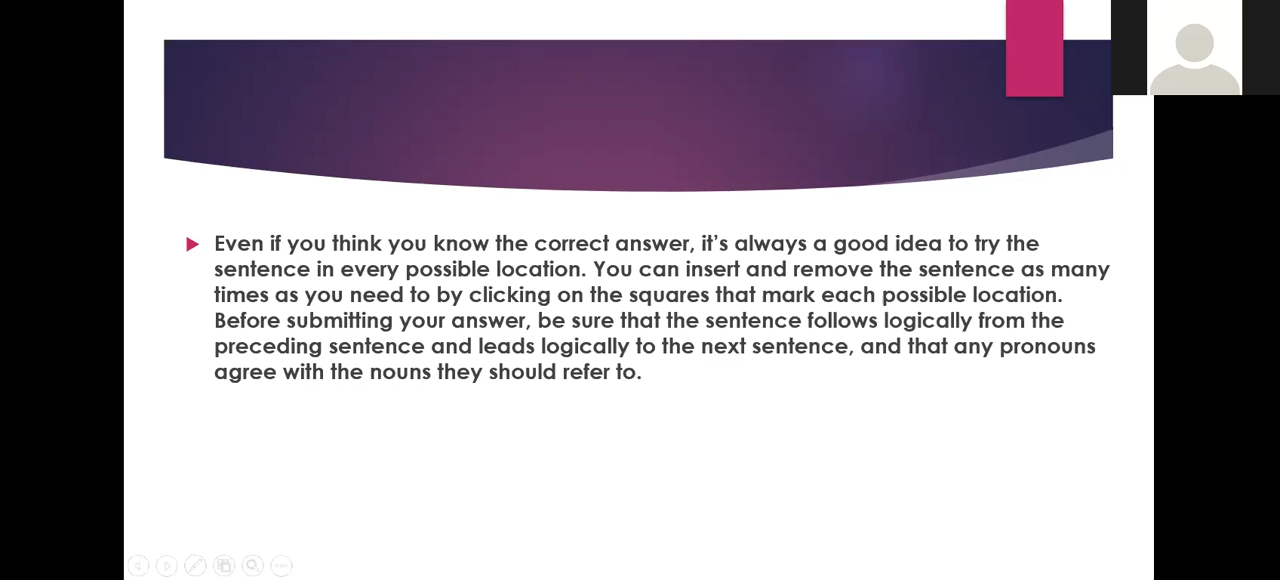 Even if you think you know the correct answer, it’s always a good idea to try the
sentence in every possible location. You can insert and remove the sentence as many
times as you need to by clicking on the squares that mark each possible location.
Before submitting your answer, be sure that the sentence follows logically from the
preceding sentence and leads logically to the next sentence, and that any pronouns
agree with the nouns they should refer to.